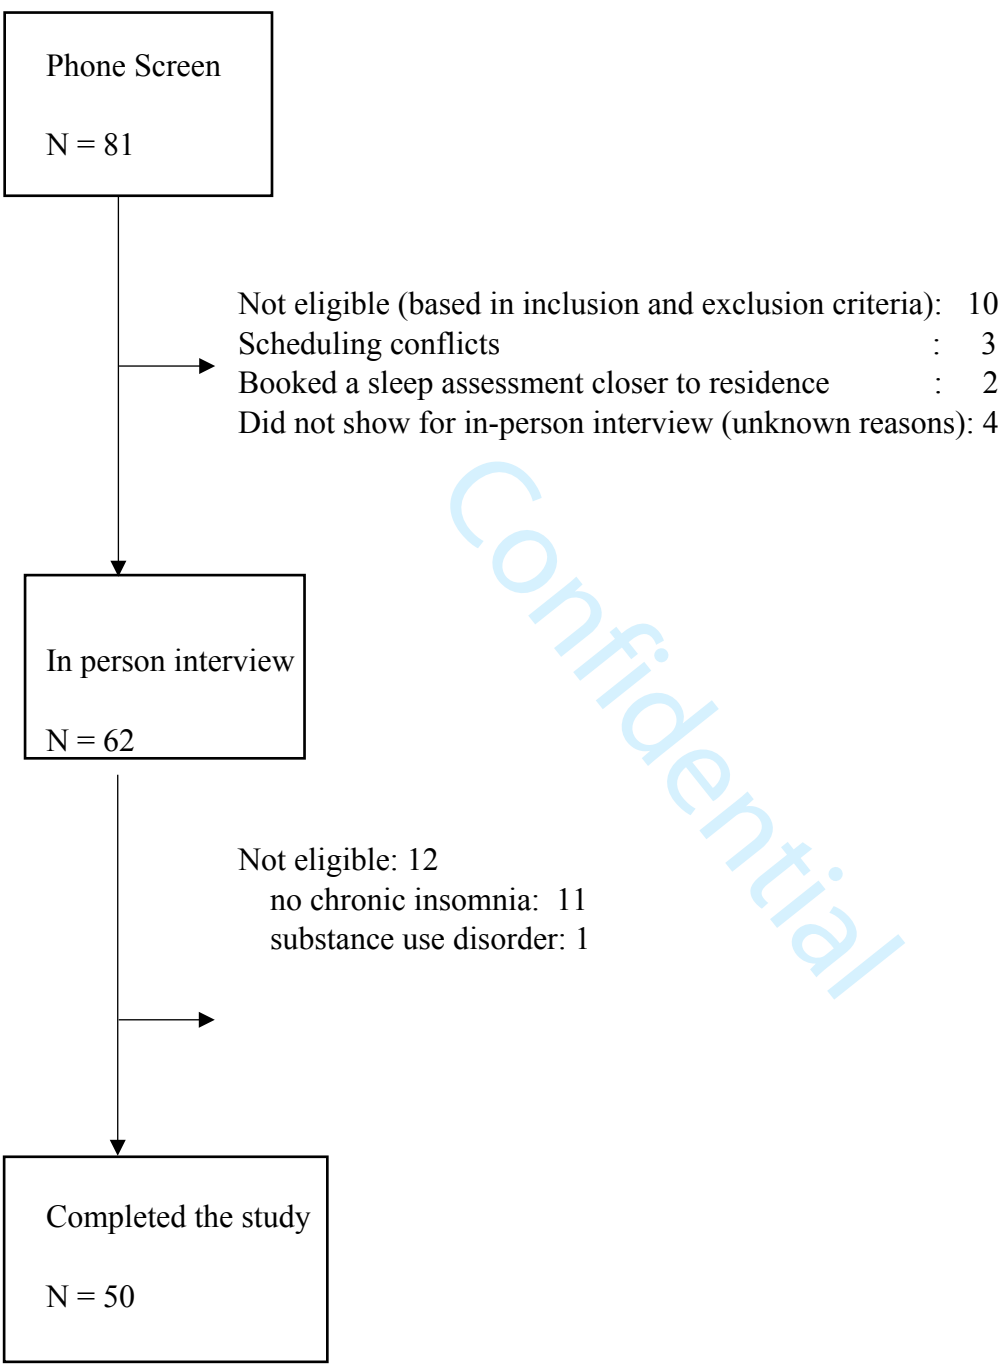 Phone Screen
N = 81
Not eligible (based in inclusion and exclusion criteria): 10
Scheduling conflicts : 3
Booked a sleep assessment closer to residence : 2
Did not show for in-person interview (unknown reasons): 4
Confidential
In person interview
N = 62
Not eligible: 12
no chronic insomnia: 11
substance use disorder: 1
Completed the study
N = 50